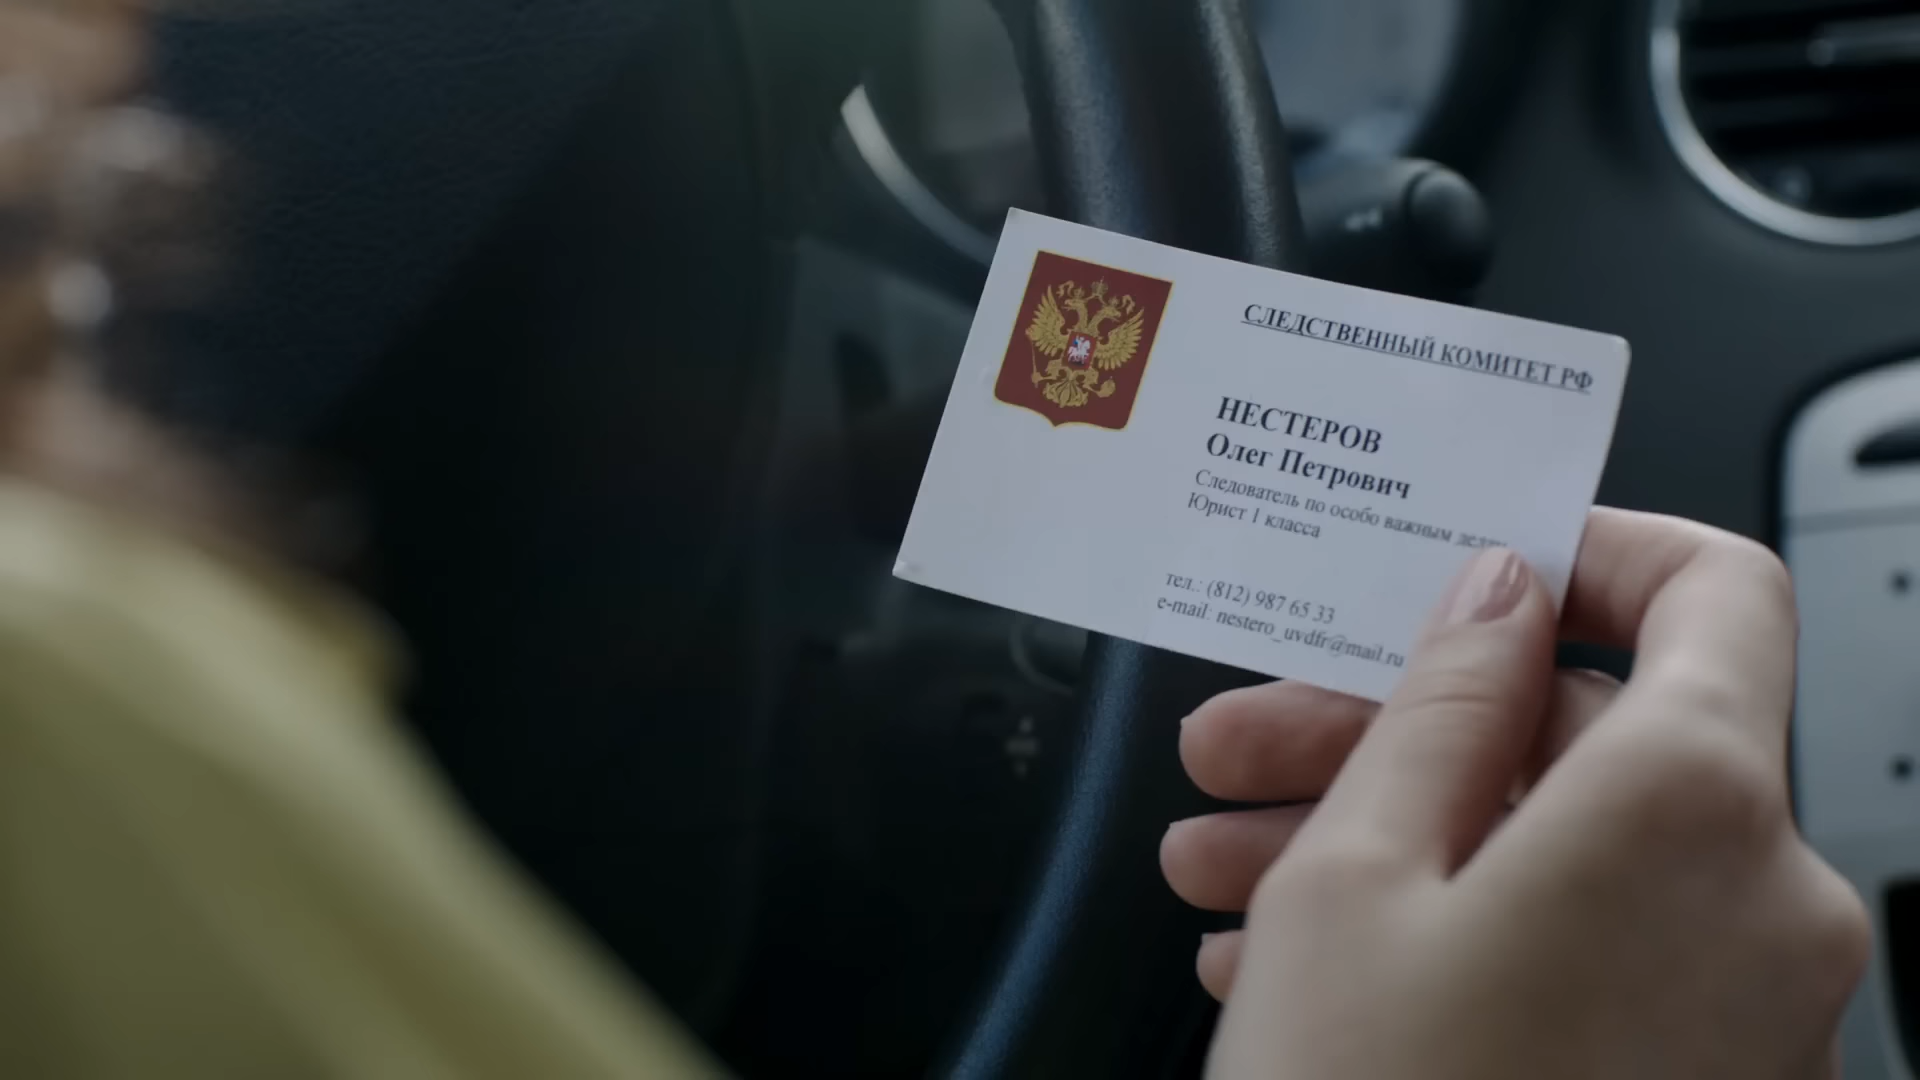 СЛЕДСТВЕННЫЙ КОМИТЕТ РФ
НЕСТЕРОВ
Олег Петрович
Следователь по особо важным делам
Юрист 1 класса
тел.: (812) 987 65 33
e-mail: nestero_uvdfr@mail.ru